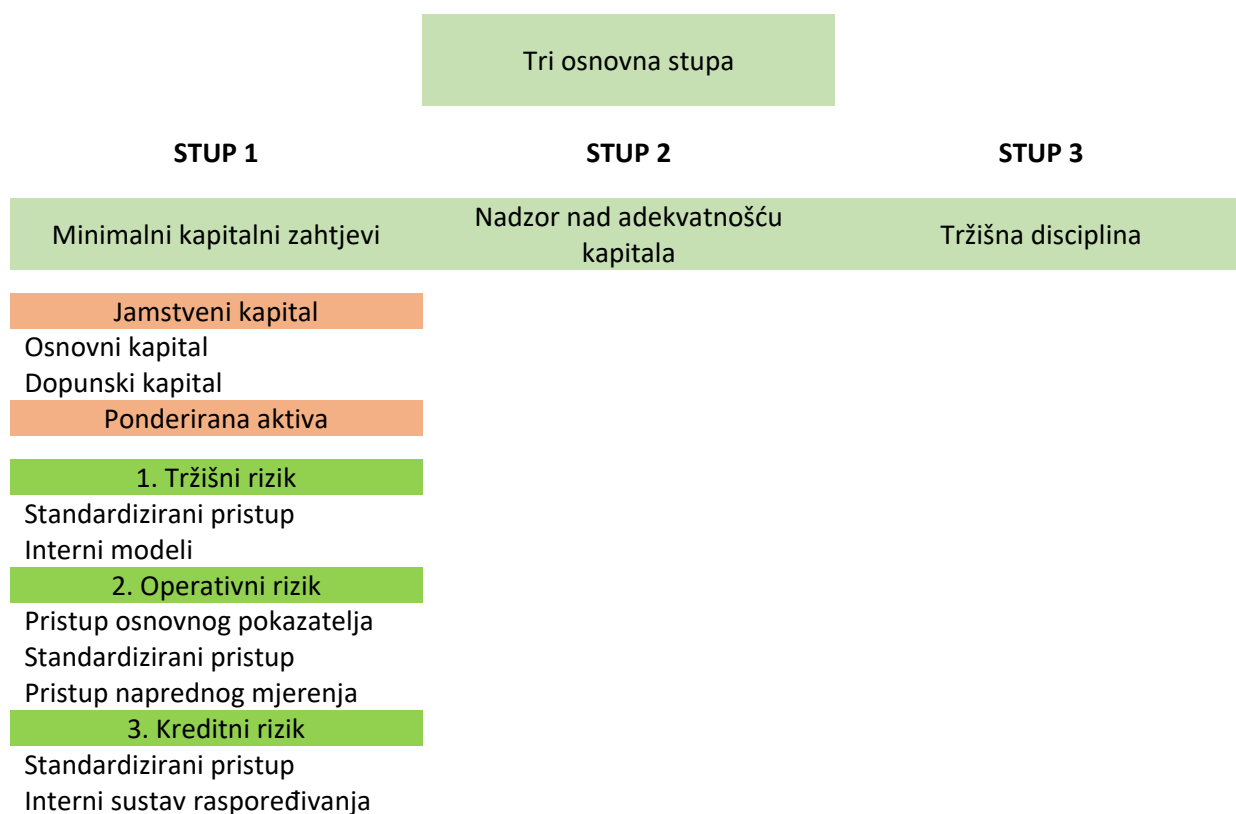 Tri osnovna stupa
STUP 1
STUP 2
STUP 3
Minimalni kapitalni zahtjevi
Nadzor nad adekvatnošću
kapitala
Tržišna disciplina
Jamstveni kapital
Osnovni kapital
Dopunski kapital
Ponderirana aktiva
1. Tržišni rizik
Standardizirani pristup
Interni modeli
2. Operativni rizik
Pristup osnovnog pokazatelja
Standardizirani pristup
Pristup naprednog mjerenja
3. Kreditni rizik
Standardizirani pristup
Interni sustav raspoređivanja